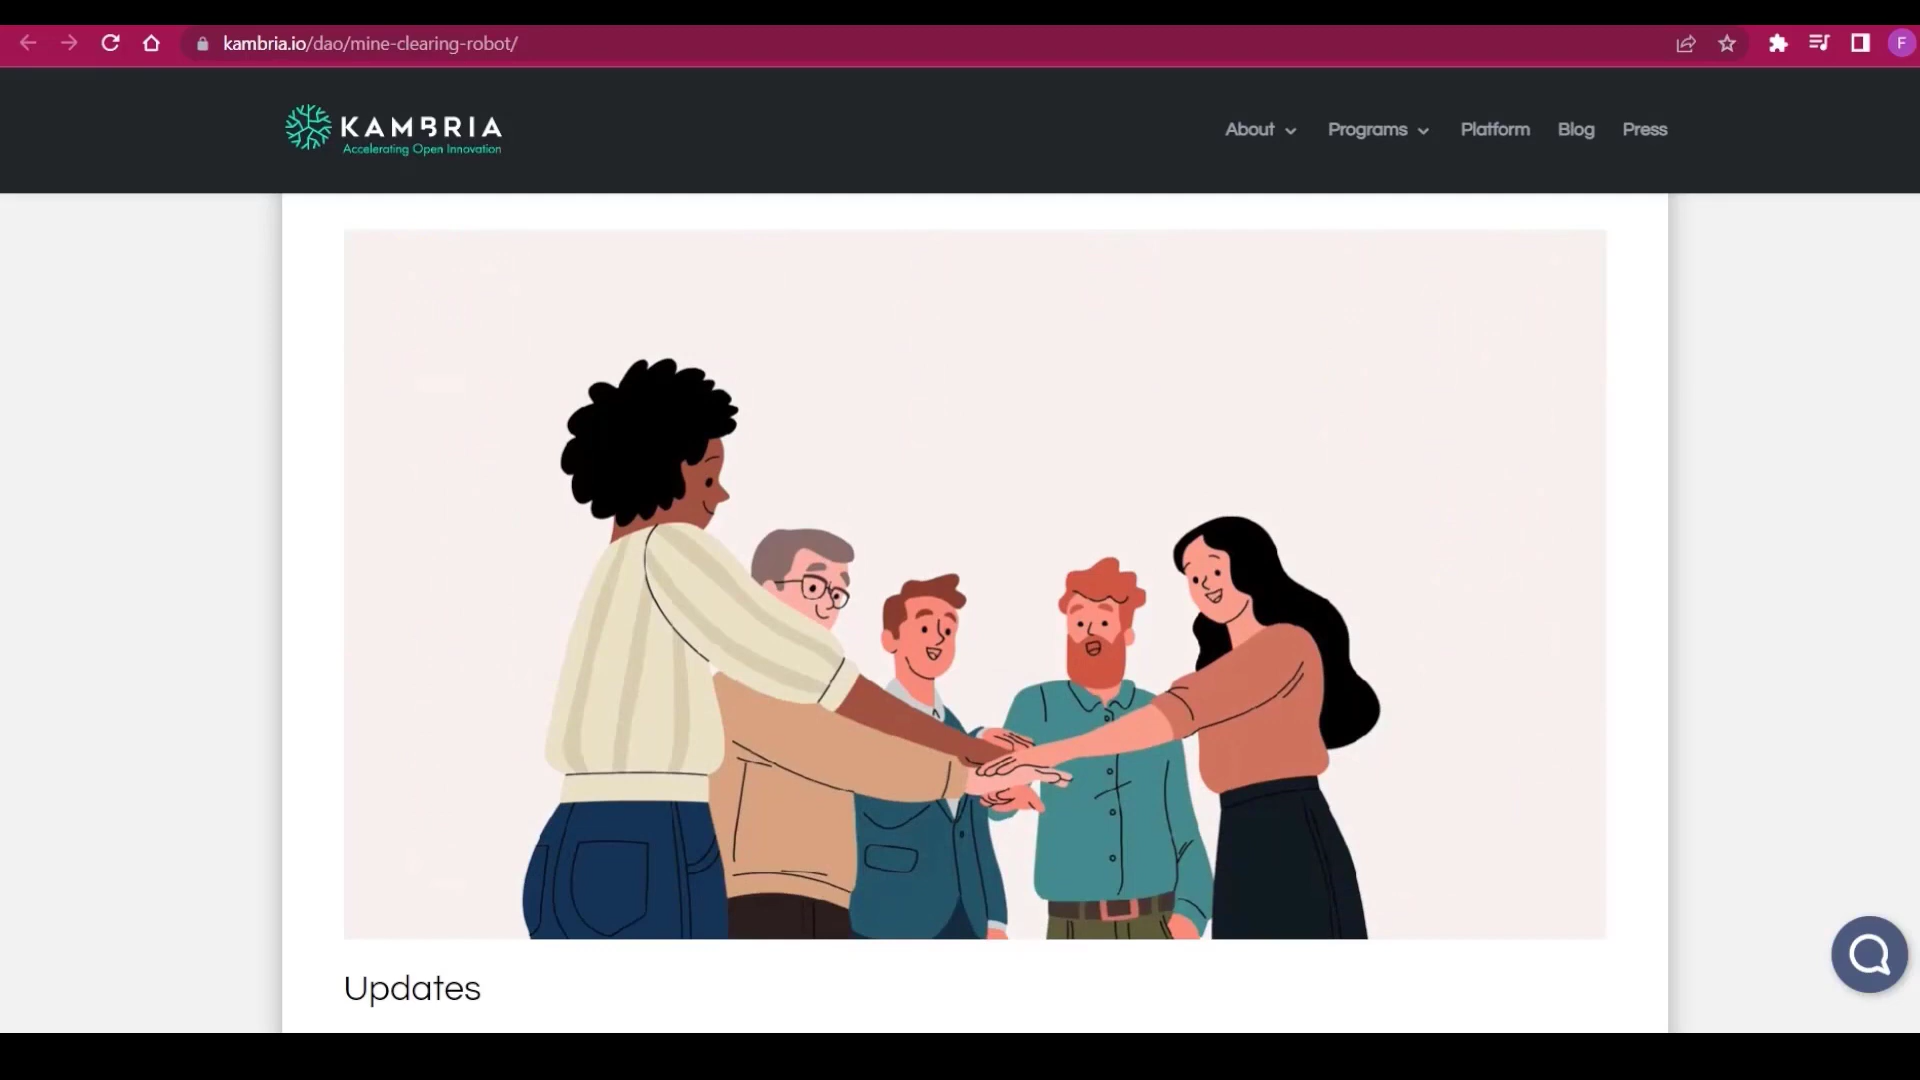 kambria.io/dao/mine-clearing-robot/
F
KAMBRIA
Accelerating Open Innovation
About
Programs
Platform
Blog
Press
Updates